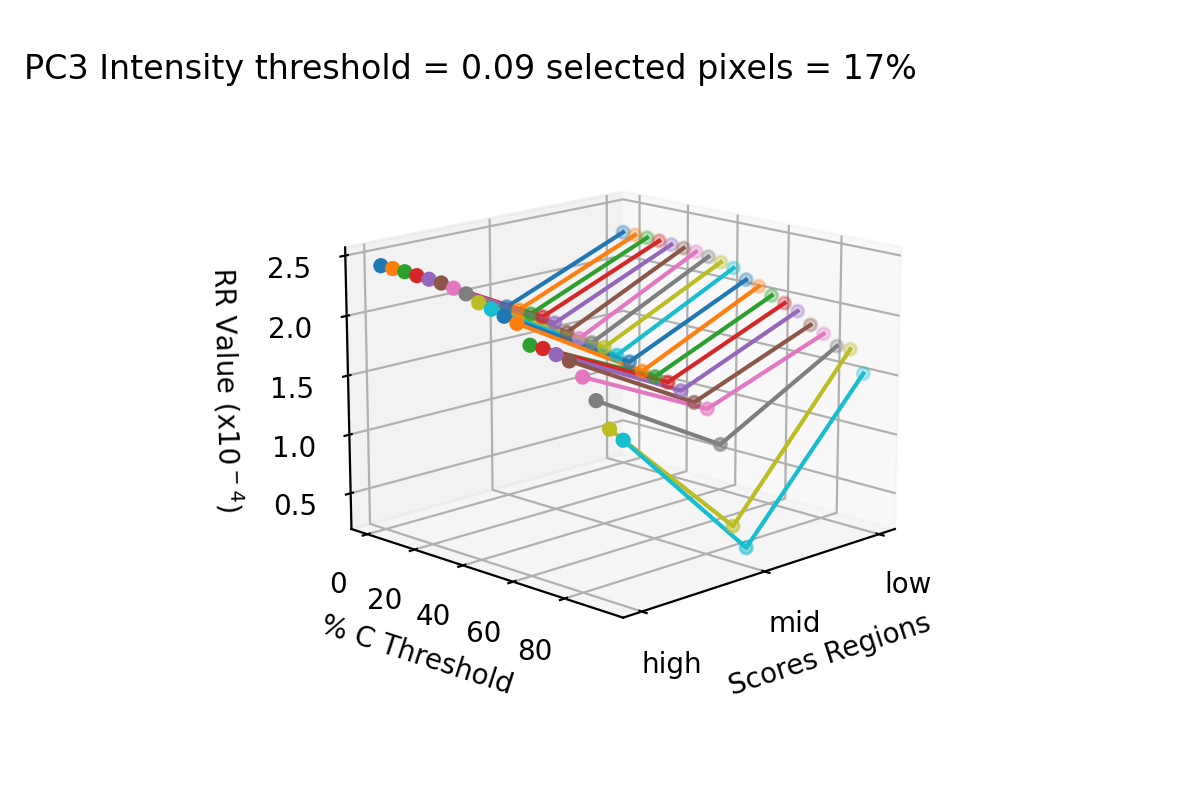 PC3 Intensity threshold = 0.09 selected pixels = 17%
2.5
2.0
1.5
1.0
0.5
RR Value (x10⁻⁴)
0
20
40
60
80
% C Threshold
high
mid
low
Scores Regions